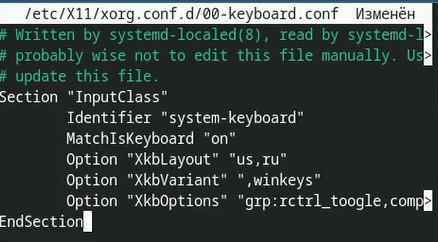 /etc/X11/xorg.conf.d/00-keyboard.conf Изменён
# Written by systemd-localed(8), read by systemd-l>
# probably wise not to edit this file manually. Us>
# update this file.
Section "InputClass"
Identifier "system-keyboard"
MatchIsKeyboard "on"
Option "XkbLayout" "us,ru"
Option "XkbVariant" ",winkeys"
Option "XkbOptions" "grp:rctrl_toogle,comp>
EndSection